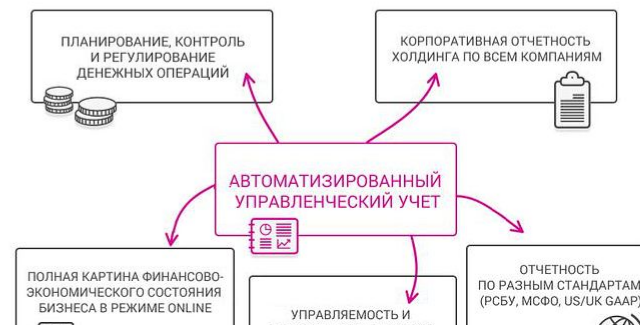 ПЛАНИРОВАНИЕ, КОНТРОЛЬ
И РЕГУЛИРОВАНИЕ
ДЕНЕЖНЫХ ОПЕРАЦИЙ
КОРПОРАТИВНАЯ ОТЧЕТНОСТЬ
ХОЛДИНГА ПО ВСЕМ КОМПАНИЯМ
АВТОМАТИЗИРОВАННЫЙ
УПРАВЛЕНЧЕСКИЙ УЧЕТ
ПОЛНАЯ КАРТИНА ФИНАНСОВО-
ЭКОНОМИЧЕСКОГО СОСТОЯНИЯ
БИЗНЕСА В РЕЖИМЕ ONLINE
УПРАВЛЯЕМОСТЬ И
ОТЧЕТНОСТЬ
ПО РАЗНЫМ СТАНДАРТАМ
(РСБУ, МСФО, US/UK GAAP)